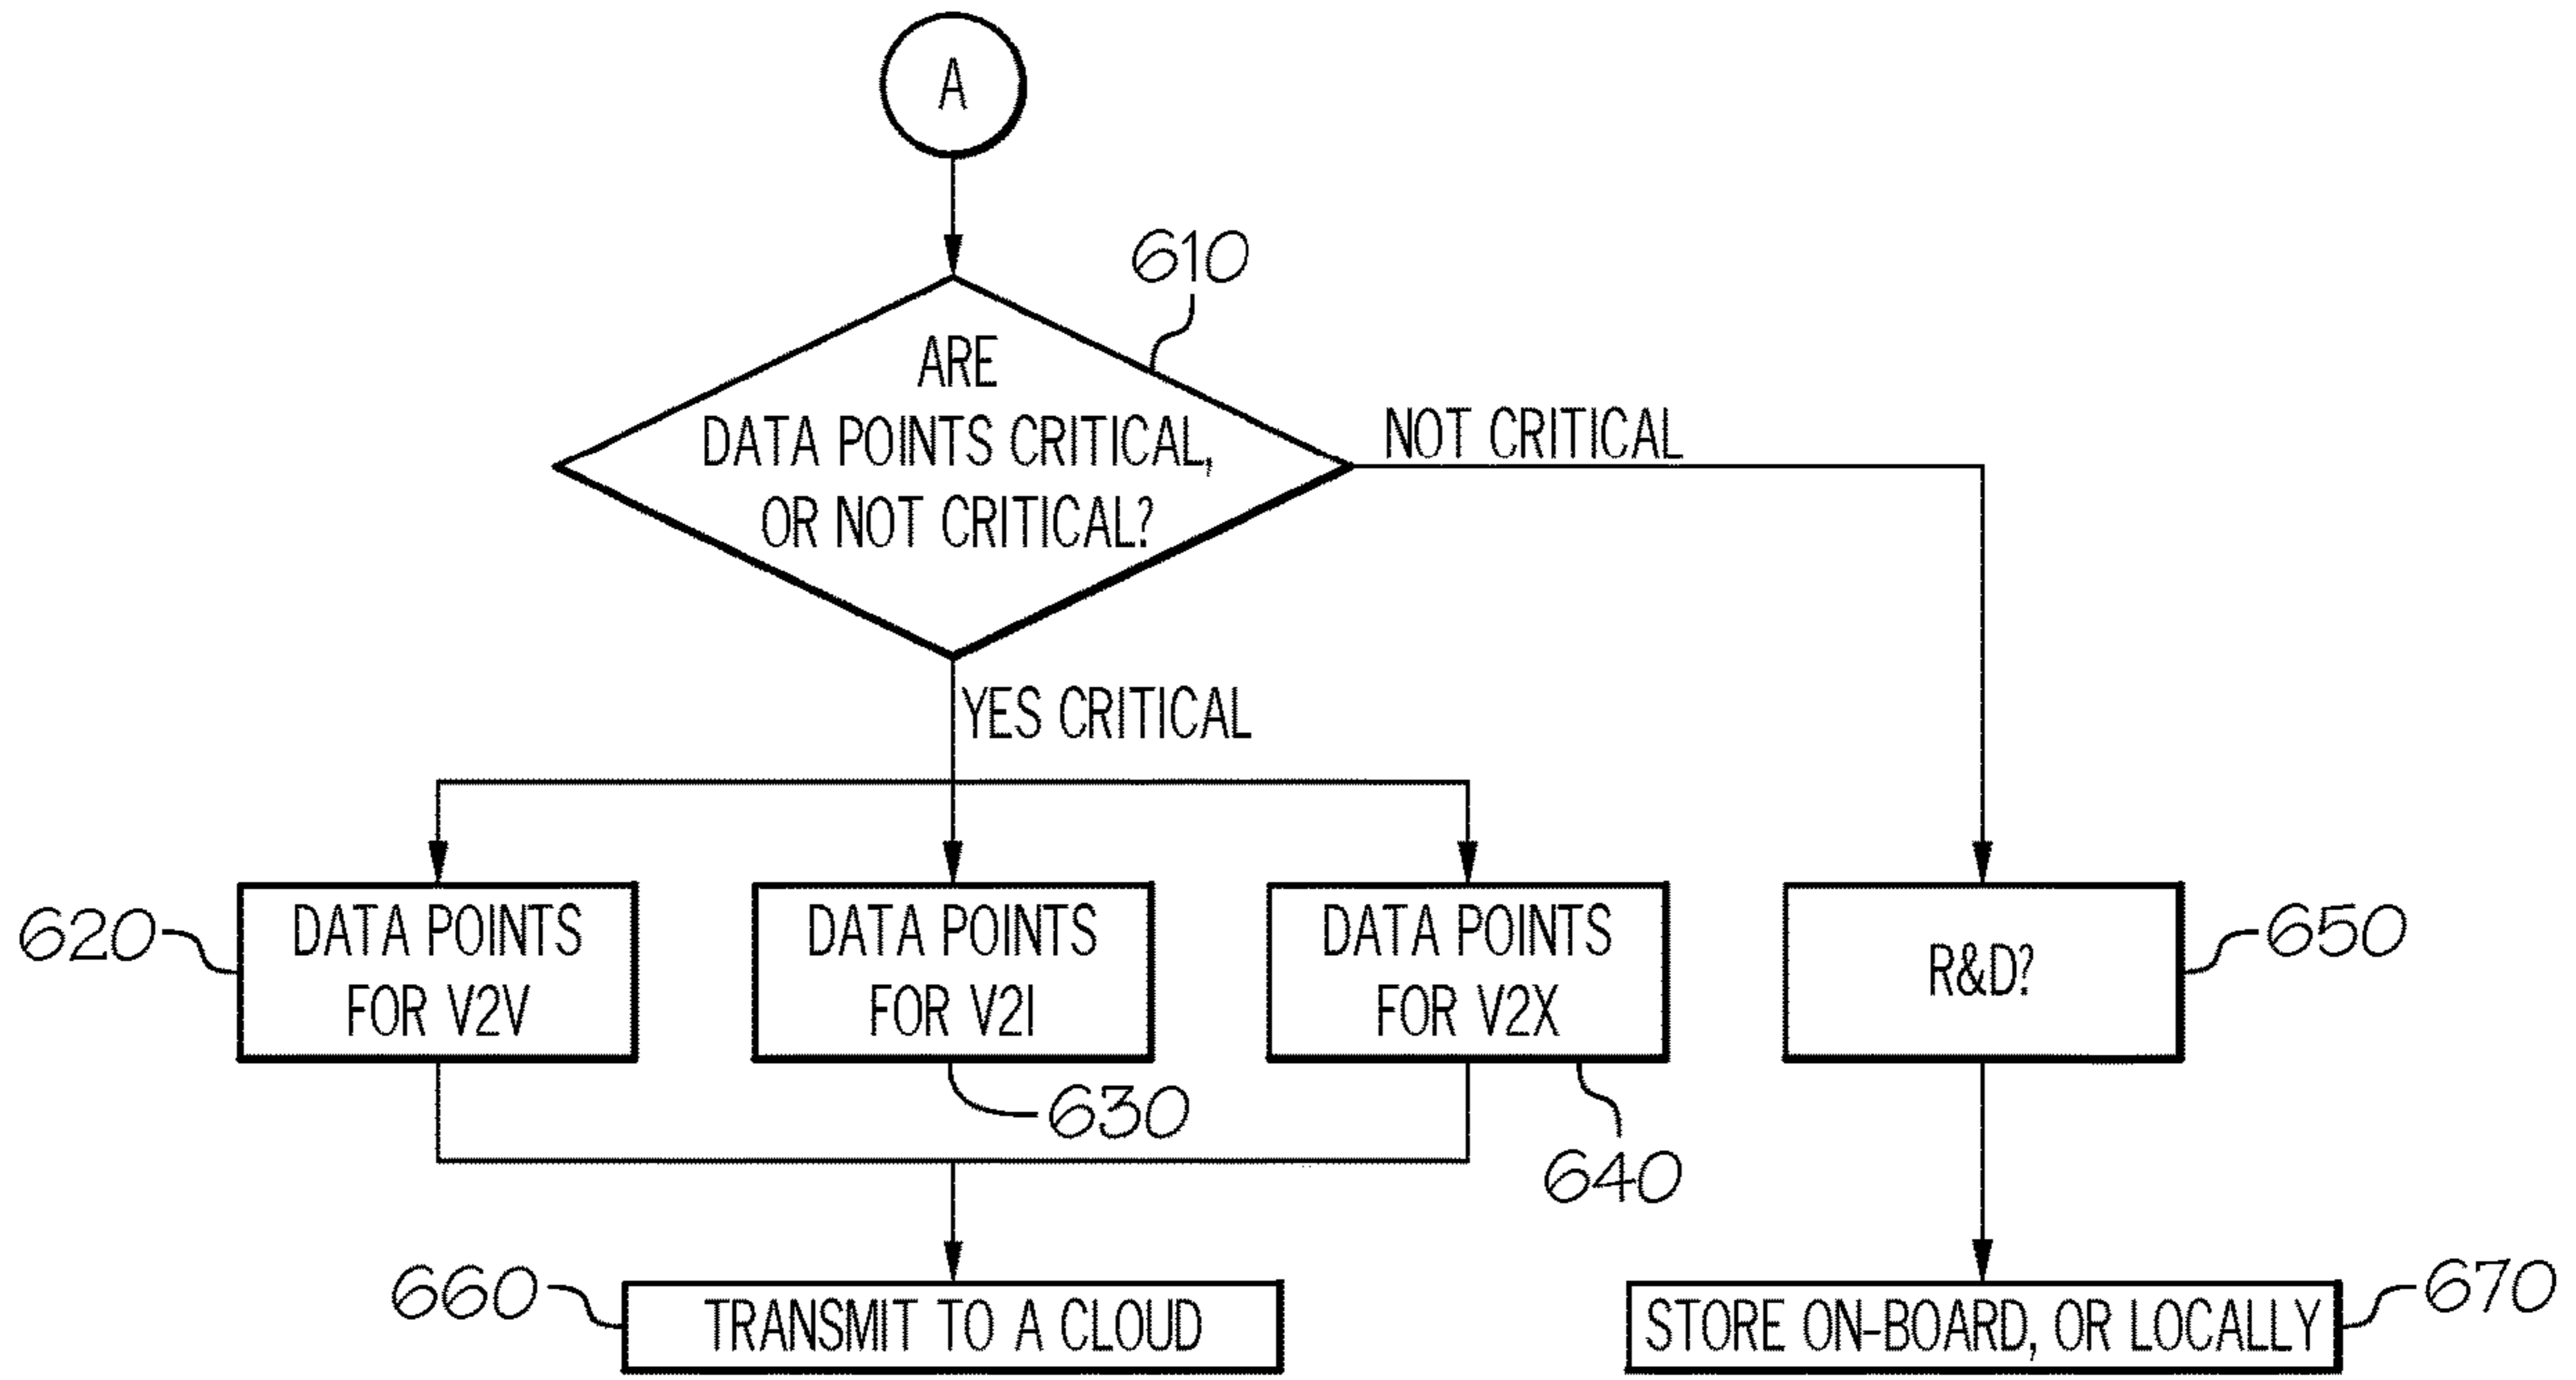 A
610
ARE
DATA POINTS CRITICAL,
OR NOT CRITICAL?
NOT CRITICAL
YES CRITICAL
620
DATA POINTS
FOR V2V
DATA POINTS
FOR V2I
630
DATA POINTS
FOR V2X
640
R&D?
650
660
TRANSMIT TO A CLOUD
STORE ON-BOARD, OR LOCALLY
670